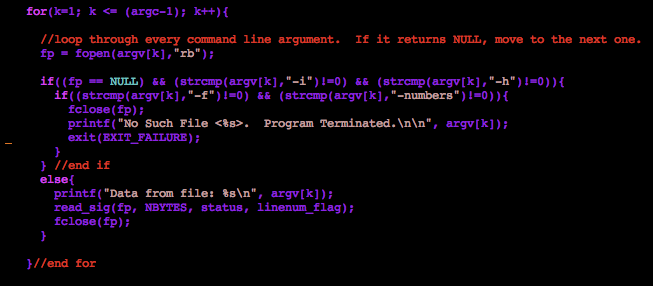 for(k=1; k <= (argc-1); k++){
//loop through every command line argument.  If it returns NULL, move to the next one.
fp = fopen(argv[k],"rb");
if((fp == NULL) && (strcmp(argv[k],"-i")!=0) && (strcmp(argv[k],"-h")!=0)){
if((strcmp(argv[k],"-f")!=0) && (strcmp(argv[k],"-numbers")!=0)){
fclose(fp);
printf("No Such File <%s>.  Program Terminated.\n\n", argv[k]);
exit(EXIT_FAILURE);
}
} //end if
else{
printf("Data from file: %s\n", argv[k]);
read_sig(fp, NBYTES, status, linenum_flag);
fclose(fp);
}
}//end for